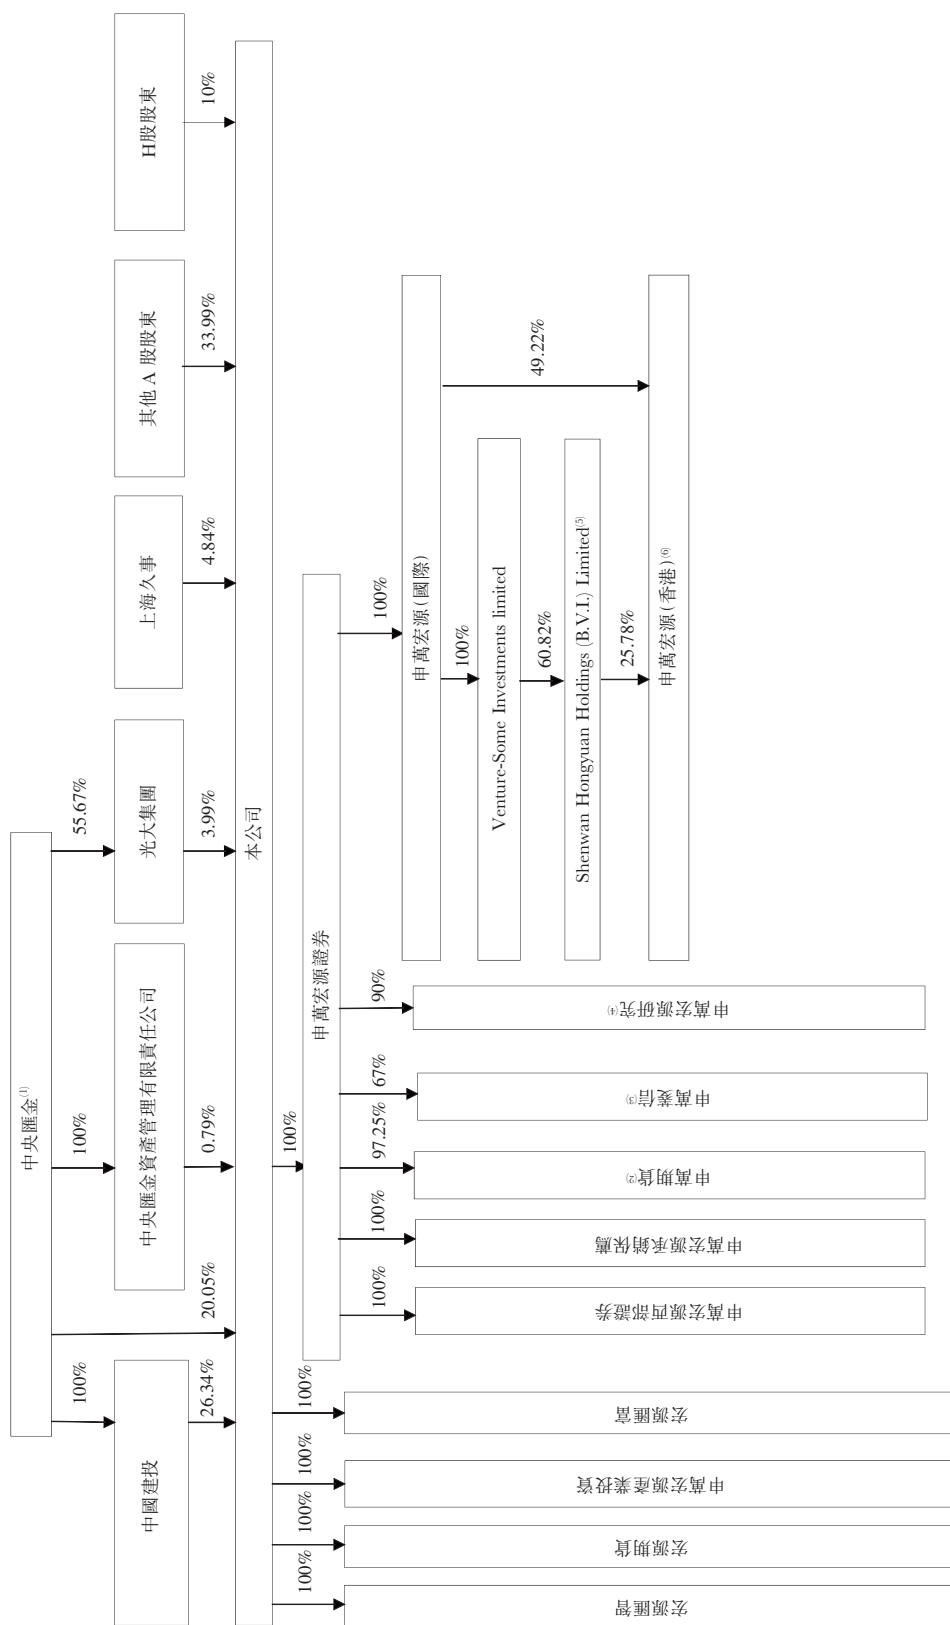 中央匯金(1)
100%
20.05%
100%
55.67%
中國建投
中央匯金資產管理有限責任公司
光大集團
上海久事
其他 A 股股東
H股股東
26.34%
0.79%
3.99%
4.84%
33.99%
10%
本公司
100%
100%
100%
100%
100%
宏源匯智
宏源期貨
申萬宏源產業投資
宏源匯富
申萬宏源證券
100%
100%
97.25%
67%
90%
100%
申萬宏源西部證券
申萬宏源承銷保薦
申萬期貨(2)
申萬菱信(3)
申萬宏源研究(4)
申萬宏源(國際)
100%
49.22%
Venture-Some Investments limited
60.82%
Shenwan Hongyuan Holdings (B.V.I.) Limited(5)
25.78%
申萬宏源(香港)(6)